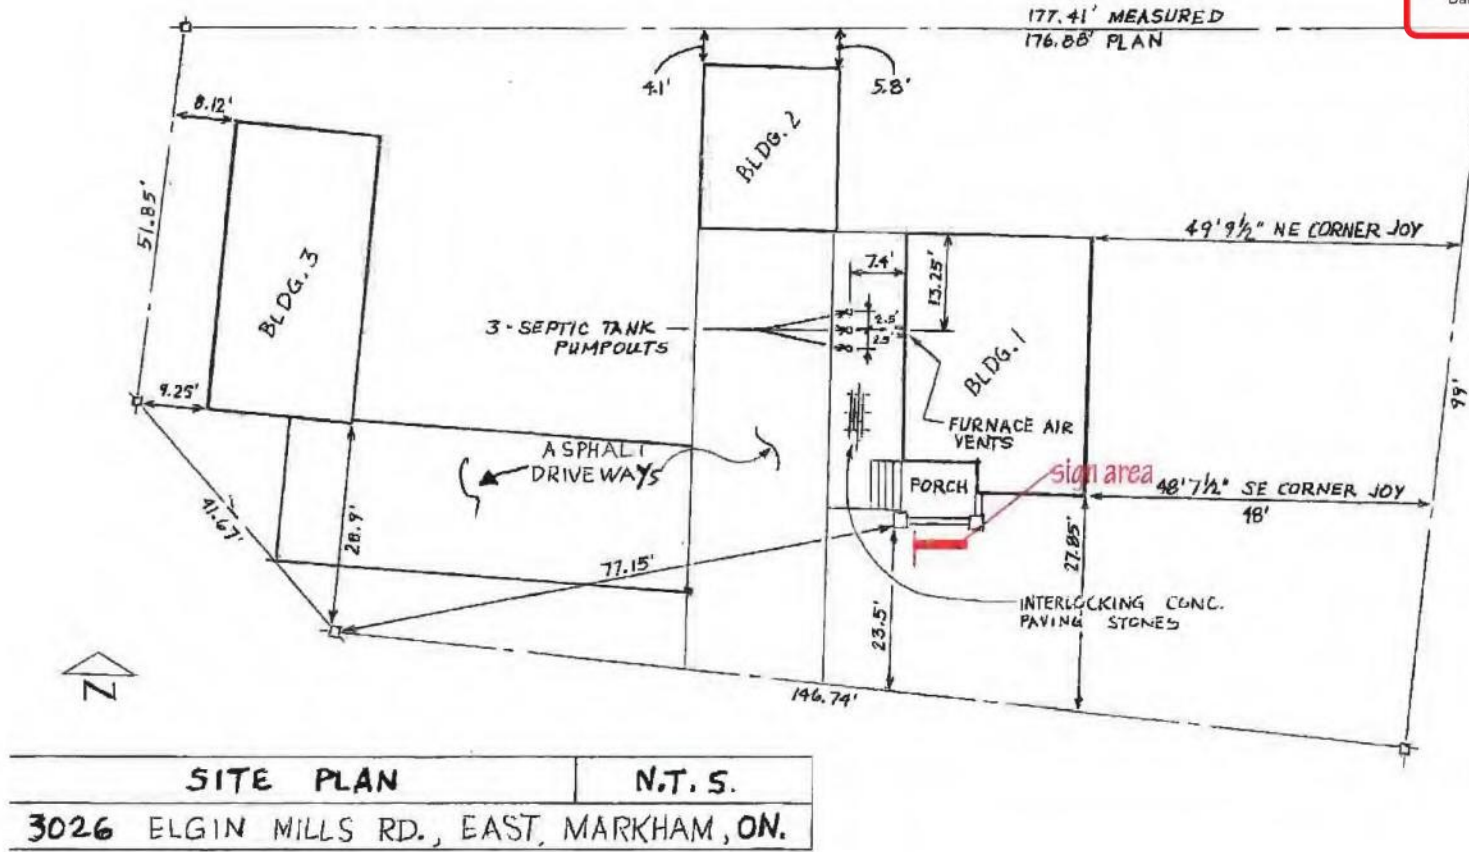 177.41' MEASURED
176.88' PLAN
4.1'
5.8'
8.12'
BLDG. 2
51.85'
49' 9½" NE CORNER JOY
7.4'
13.25'
BLDG. 3
3 - SEPTIC TANK
PUMPOUTS
2.5'
2.5'
BLDG. 1
99'
9.25'
FURNACE AIR
VENTS
ASPHALT
DRIVEWAYS
sign area
PORCH
48' 7½" SE CORNER JOY
48'
41.67'
28.9'
77.15'
27.85'
INTERLOCKING CONC.
PAVING STONES
23.5'
N
146.74'
SITE PLAN
N.T.S.
3026 ELGIN MILLS RD., EAST, MARKHAM, ON.